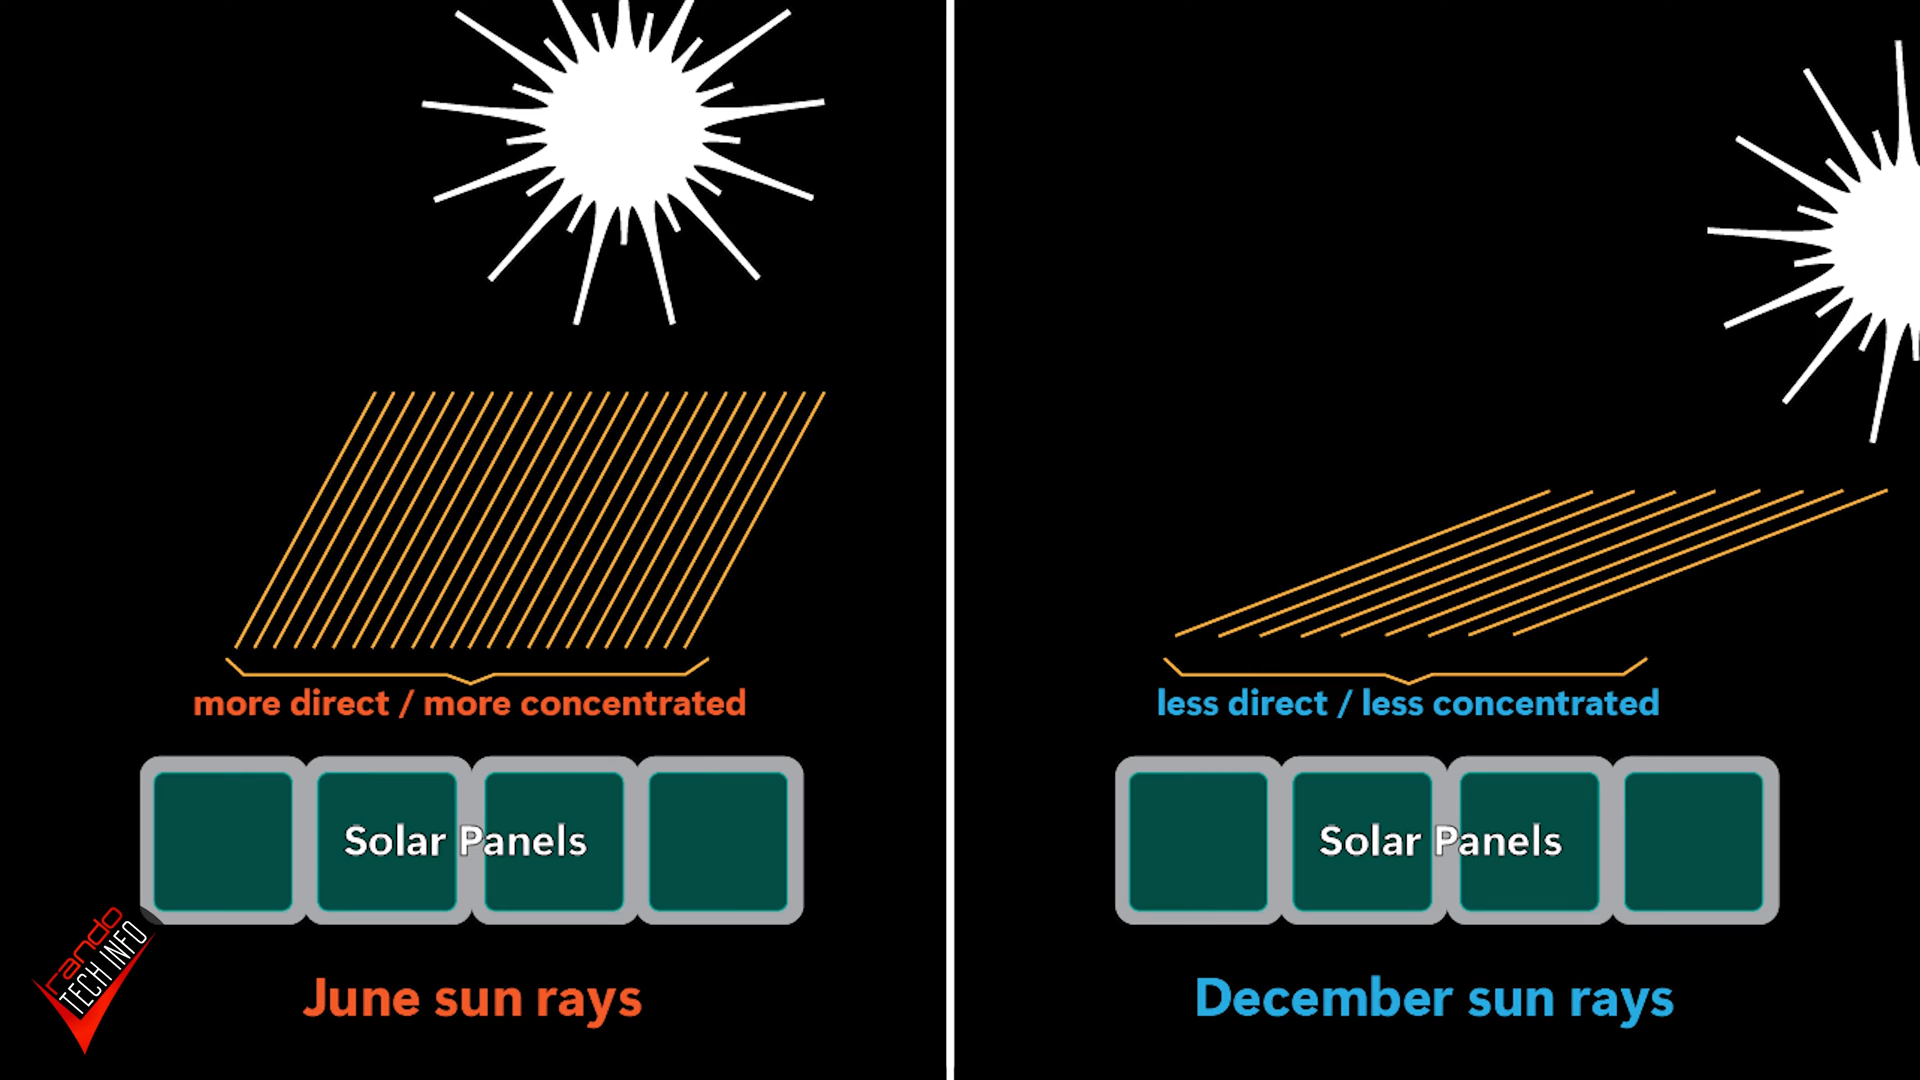 more direct / more concentrated
Solar Panels
June sun rays
less direct / less concentrated
Solar Panels
December sun rays
rando
TECH INFO